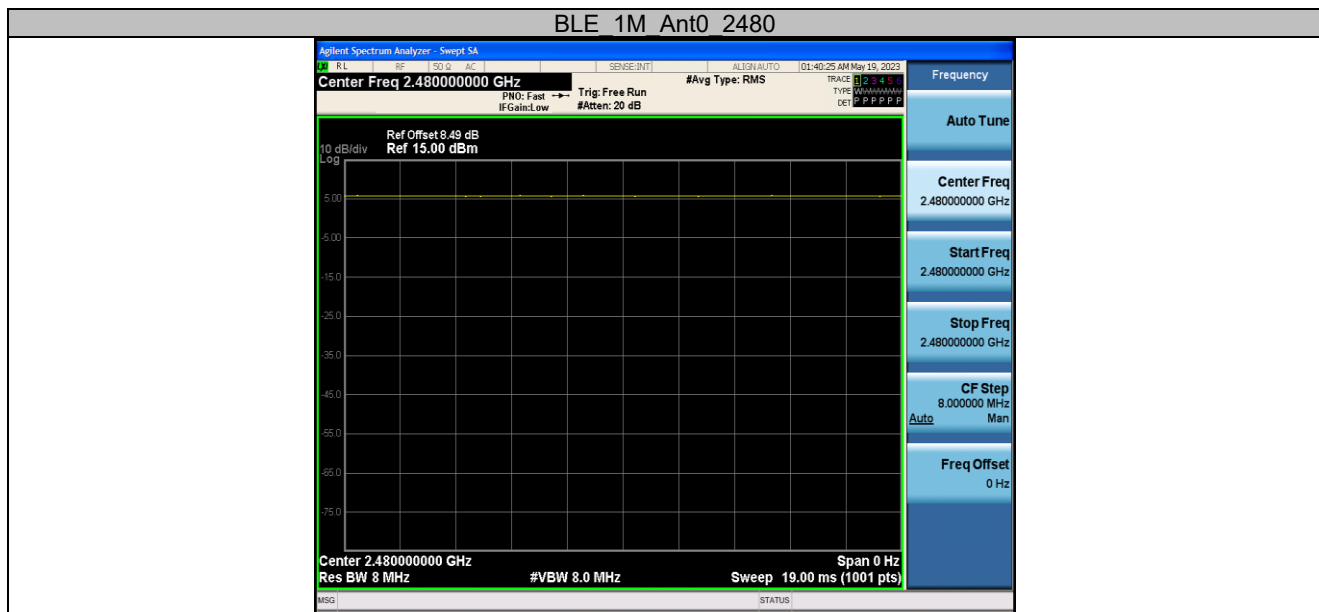 BLE_1M_Ant0_2480
Agilent Spectrum Analyzer - Swept SA
RL RF 50 Ω AC SENSE:INT ALIGN AUTO 01:40:25 AM May 19, 2023
Center Freq 2.480000000 GHz #Avg Type: RMS TRACE 1 2 3 4 5 6
PNO: Fast Trig: Free Run TYPE
IFGain:Low #Atten: 20 dB DET P P P P P P
Frequency
Auto Tune
Ref Offset 8.49 dB
10 dB/div Ref 15.00 dBm
Log
5.00
-5.00
-15.0
-25.0
-35.0
-45.0
-55.0
-65.0
-75.0
Center Freq
2.480000000 GHz
Start Freq
2.480000000 GHz
Stop Freq
2.480000000 GHz
CF Step
8.000000 MHz
Auto Man
Freq Offset
0 Hz
Center 2.480000000 GHz Span 0 Hz
Res BW 8 MHz #VBW 8.0 MHz Sweep 19.00 ms (1001 pts)
MSG STATUS